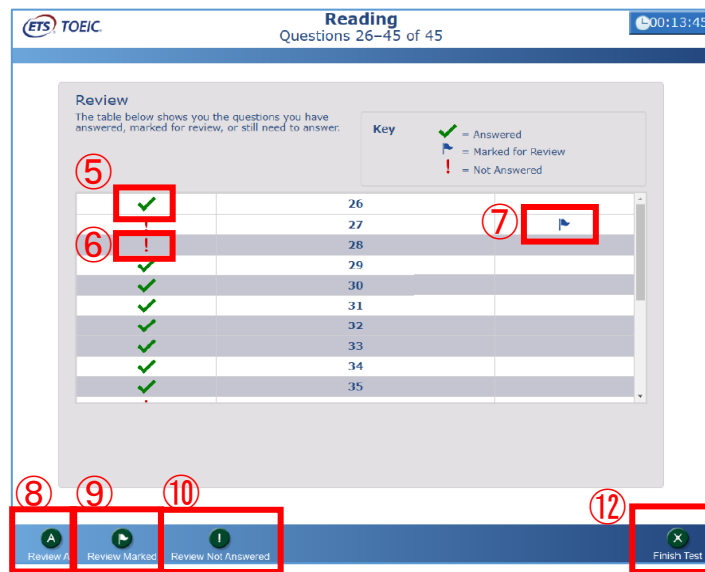 ETS TOEIC.
Reading
Questions 26–45 of 45
00:13:45
Review
The table below shows you the questions you have
answered, marked for review, or still need to answer.
Key
= Answered
= Marked for Review
! = Not Answered
⑤
26
! 27
⑦
⑥
! 28
29
30
31
32
33
34
35
⑧ ⑨ ⑩ ⑫
A ! X
Review A Review Marked Review Not Answered Finish Test